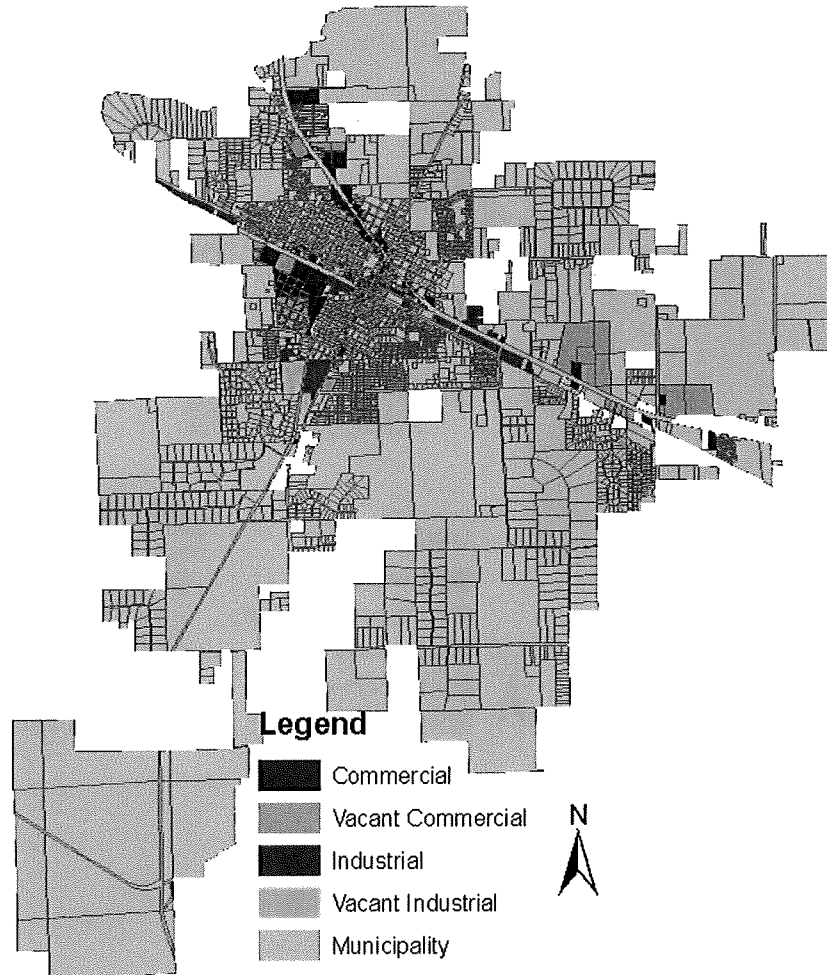 Legend
Commercial
Vacant Commercial
Industrial
Vacant Industrial
Municipality
N